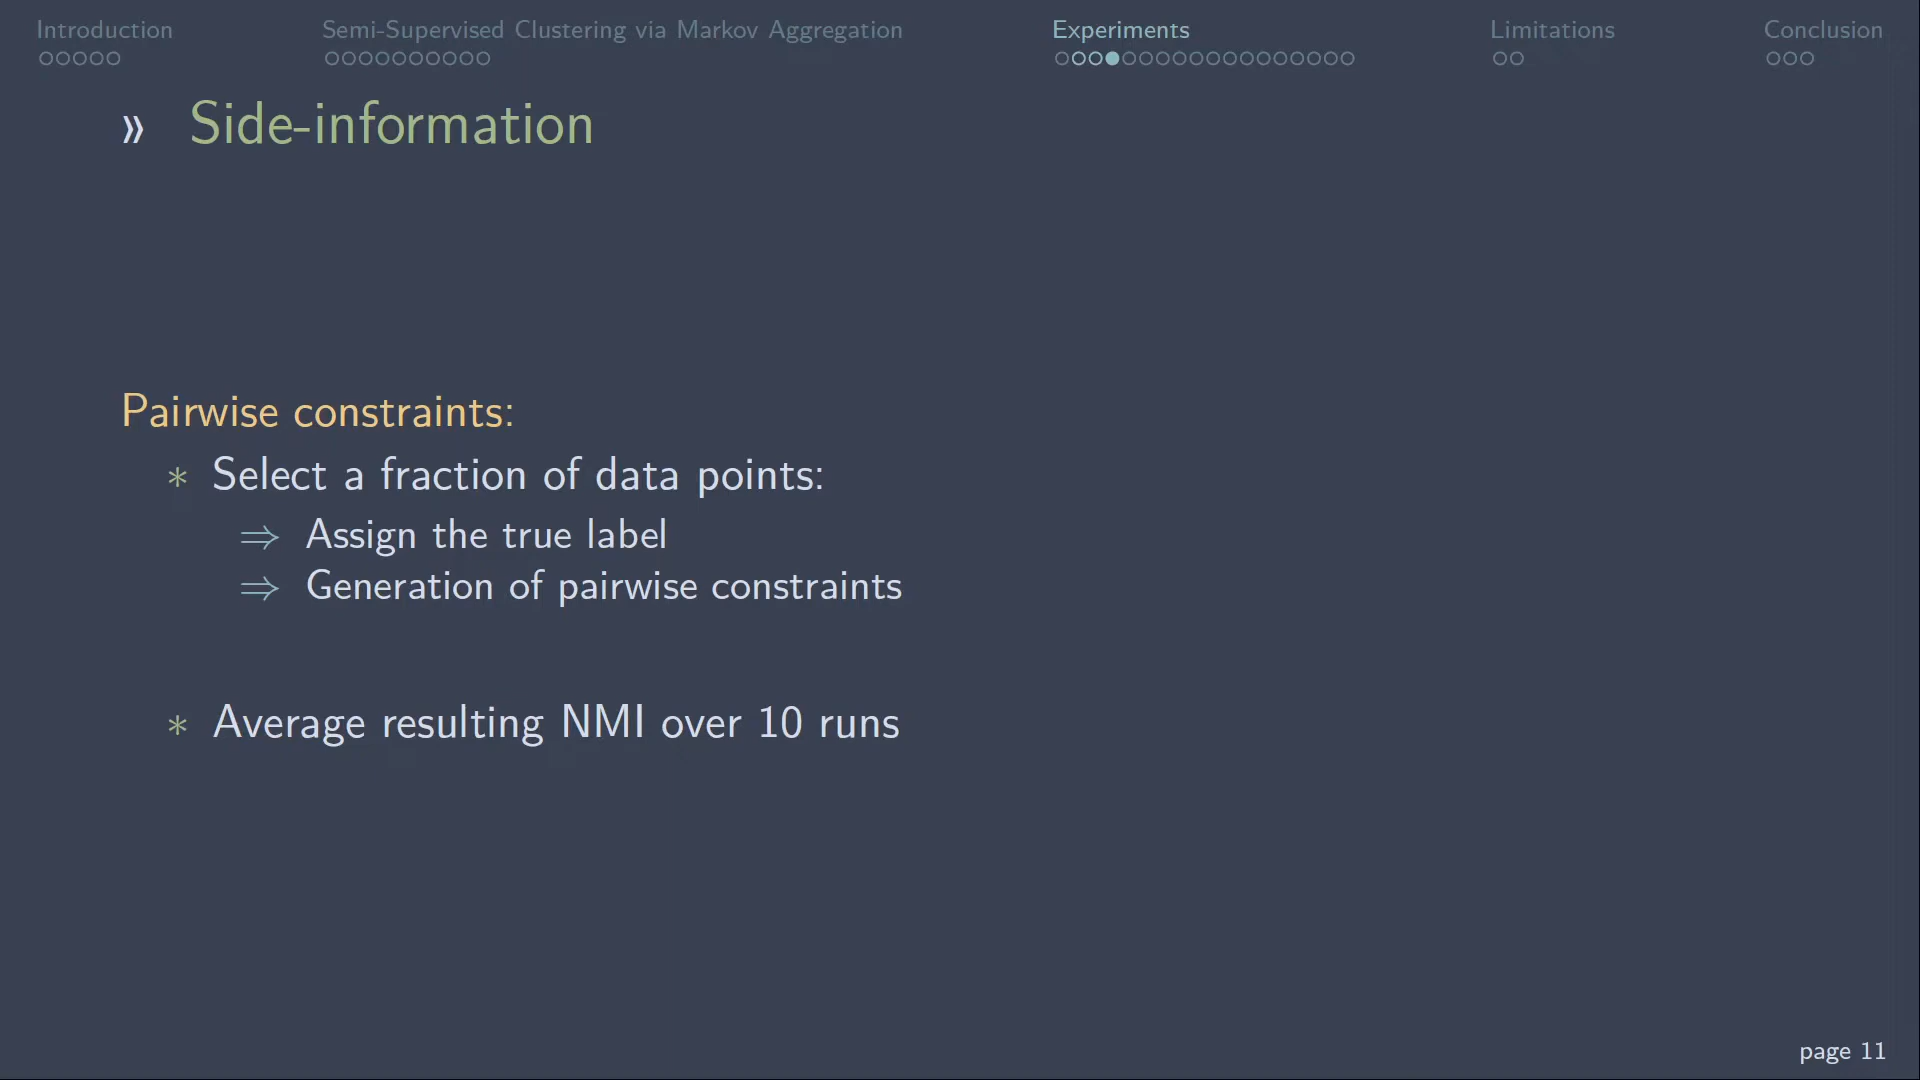 Introduction
Semi-Supervised Clustering via Markov Aggregation
Experiments
Limitations
Conclusion
» Side-information
Pairwise constraints:
∗ Select a fraction of data points:
⇒ Assign the true label
⇒ Generation of pairwise constraints
∗ Average resulting NMI over 10 runs
page 11